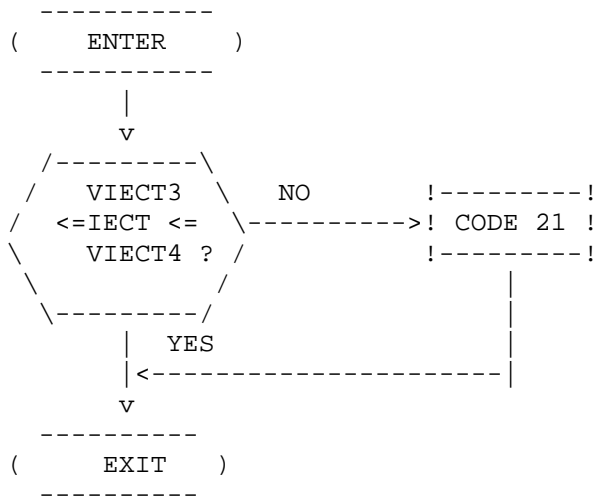 ENTER
VIECT3
NO
<=IECT <=
CODE 21
VIECT4 ?
YES
EXIT